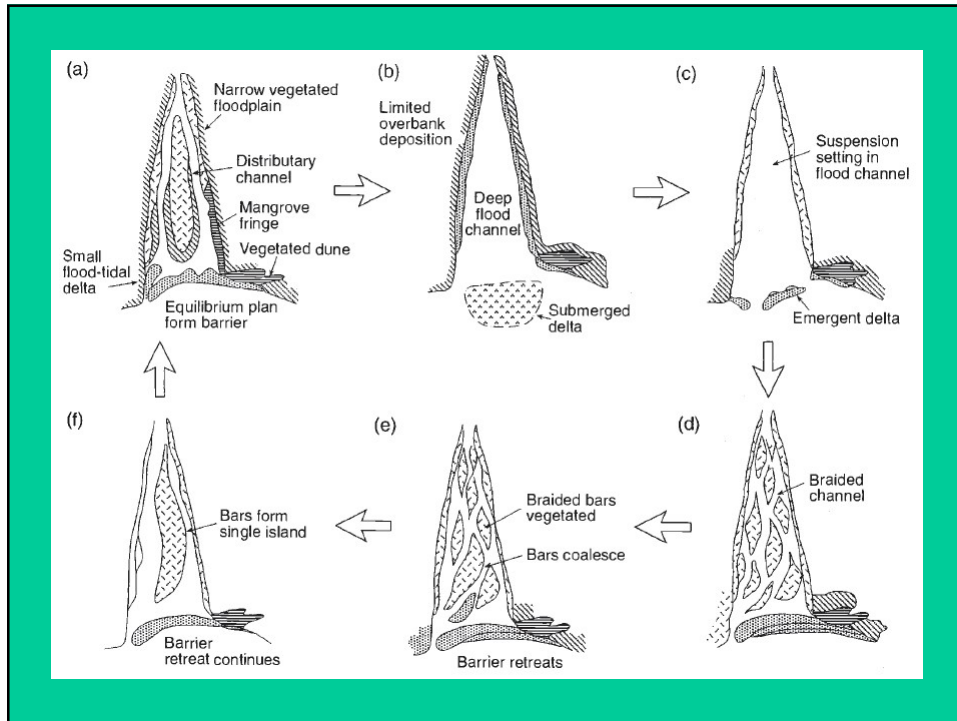 (a)
Narrow vegetated
floodplain
Distributary
channel
Mangrove
fringe
Vegetated dune
Small
flood-tidal
delta
Equilibrium plan
form barrier
(b)
Limited
overbank
deposition
Deep
flood
channel
Submerged
delta
(c)
Suspension
setting in
flood channel
Emergent delta
(f)
Bars form
single island
Barrier
retreat continues
(e)
Braided bars
vegetated
Bars coalesce
Barrier retreats
(d)
Braided
channel